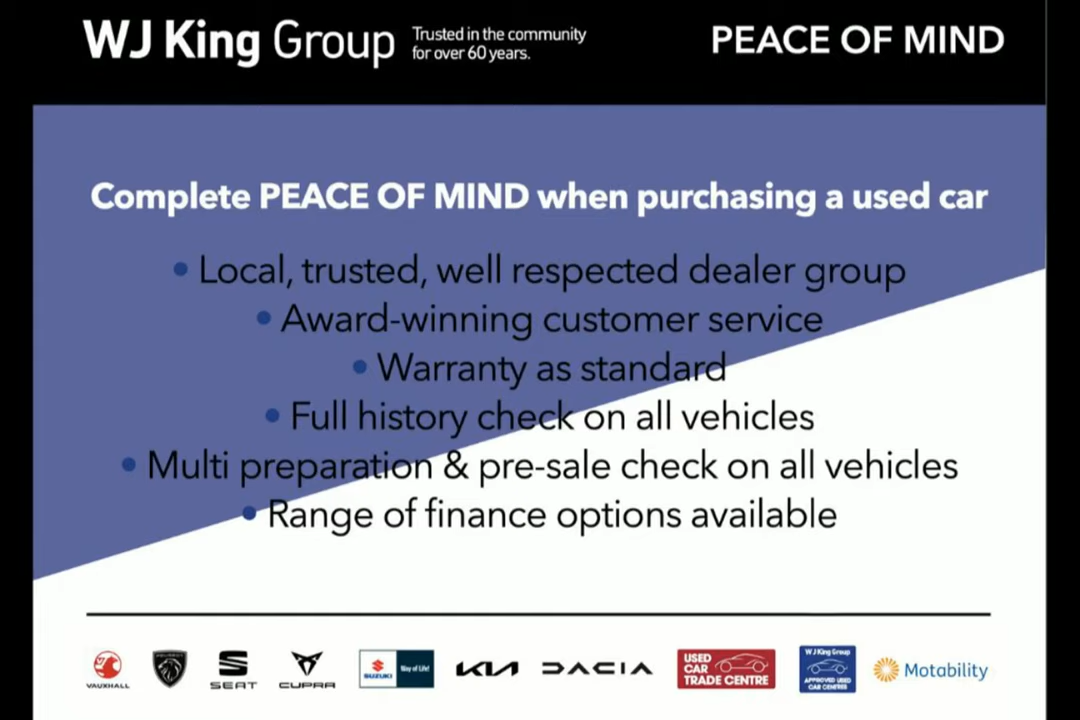 WJ King Group
Trusted in the community
for over 60 years.
PEACE OF MIND
Complete PEACE OF MIND when purchasing a used car
• Local, trusted, well respected dealer group
• Award-winning customer service
• Warranty as standard
• Full history check on all vehicles
• Multi preparation & pre-sale check on all vehicles
• Range of finance options available
VAUXHALL
PEUGEOT
SEAT
CUPRA
SUZUKI
Way of Life!
KIA
DACIA
USED
CAR
TRADE CENTRE
WJ King Group
APPROVED USED
CAR CENTRES
Motability